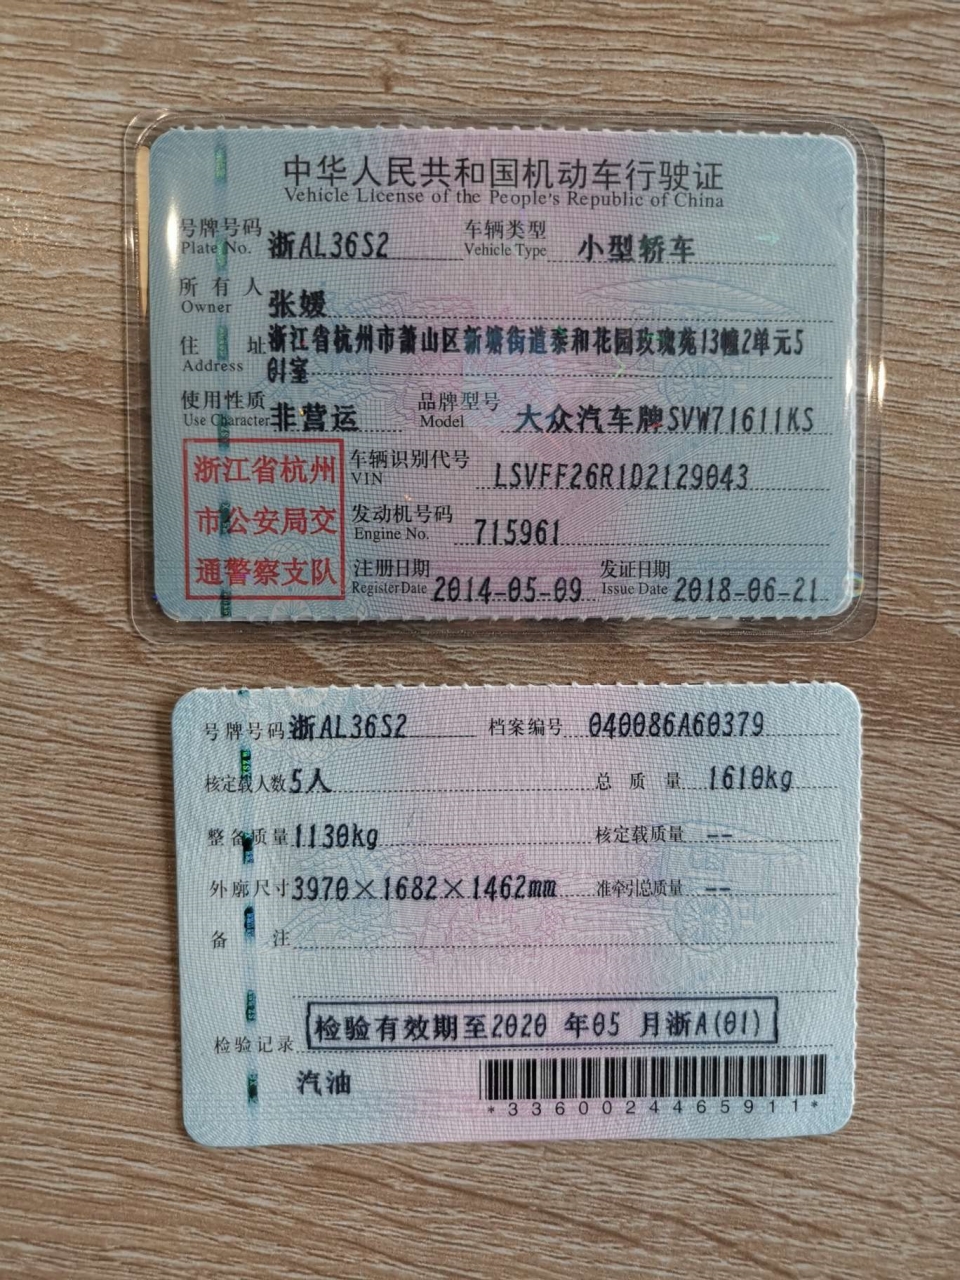 中华人民共和国机动车行驶证
Vehicle License of the People's Republic of China
号牌号码 浙AL36S2 车辆类型 小型轿车
Plate No. Vehicle Type
所有人 张媛
Owner
住址 浙江省杭州市萧山区新塘街道泰和花园玫瑰苑13幢2单元5
Address 01室
使用性质 非营运 品牌型号 大众汽车牌SVW71611KS
Use Character Model
浙江省杭州
市公安局交
通警察支队
车辆识别代号 LSVFF26R1D2129043
VIN
发动机号码 715961
Engine No.
注册日期 2014-05-09 发证日期 2018-06-21
Register Date Issue Date
号牌号码 浙AL36S2 档案编号 040086A60379
核定载人数 5人 总质量 1610kg
整备质量 1130kg 核定载质量 --
外廓尺寸 3970×1682×1462mm 准牵引总质量 --
备注
检验记录 检验有效期至2020 年05 月浙A(01)
汽油
*3360024465911*